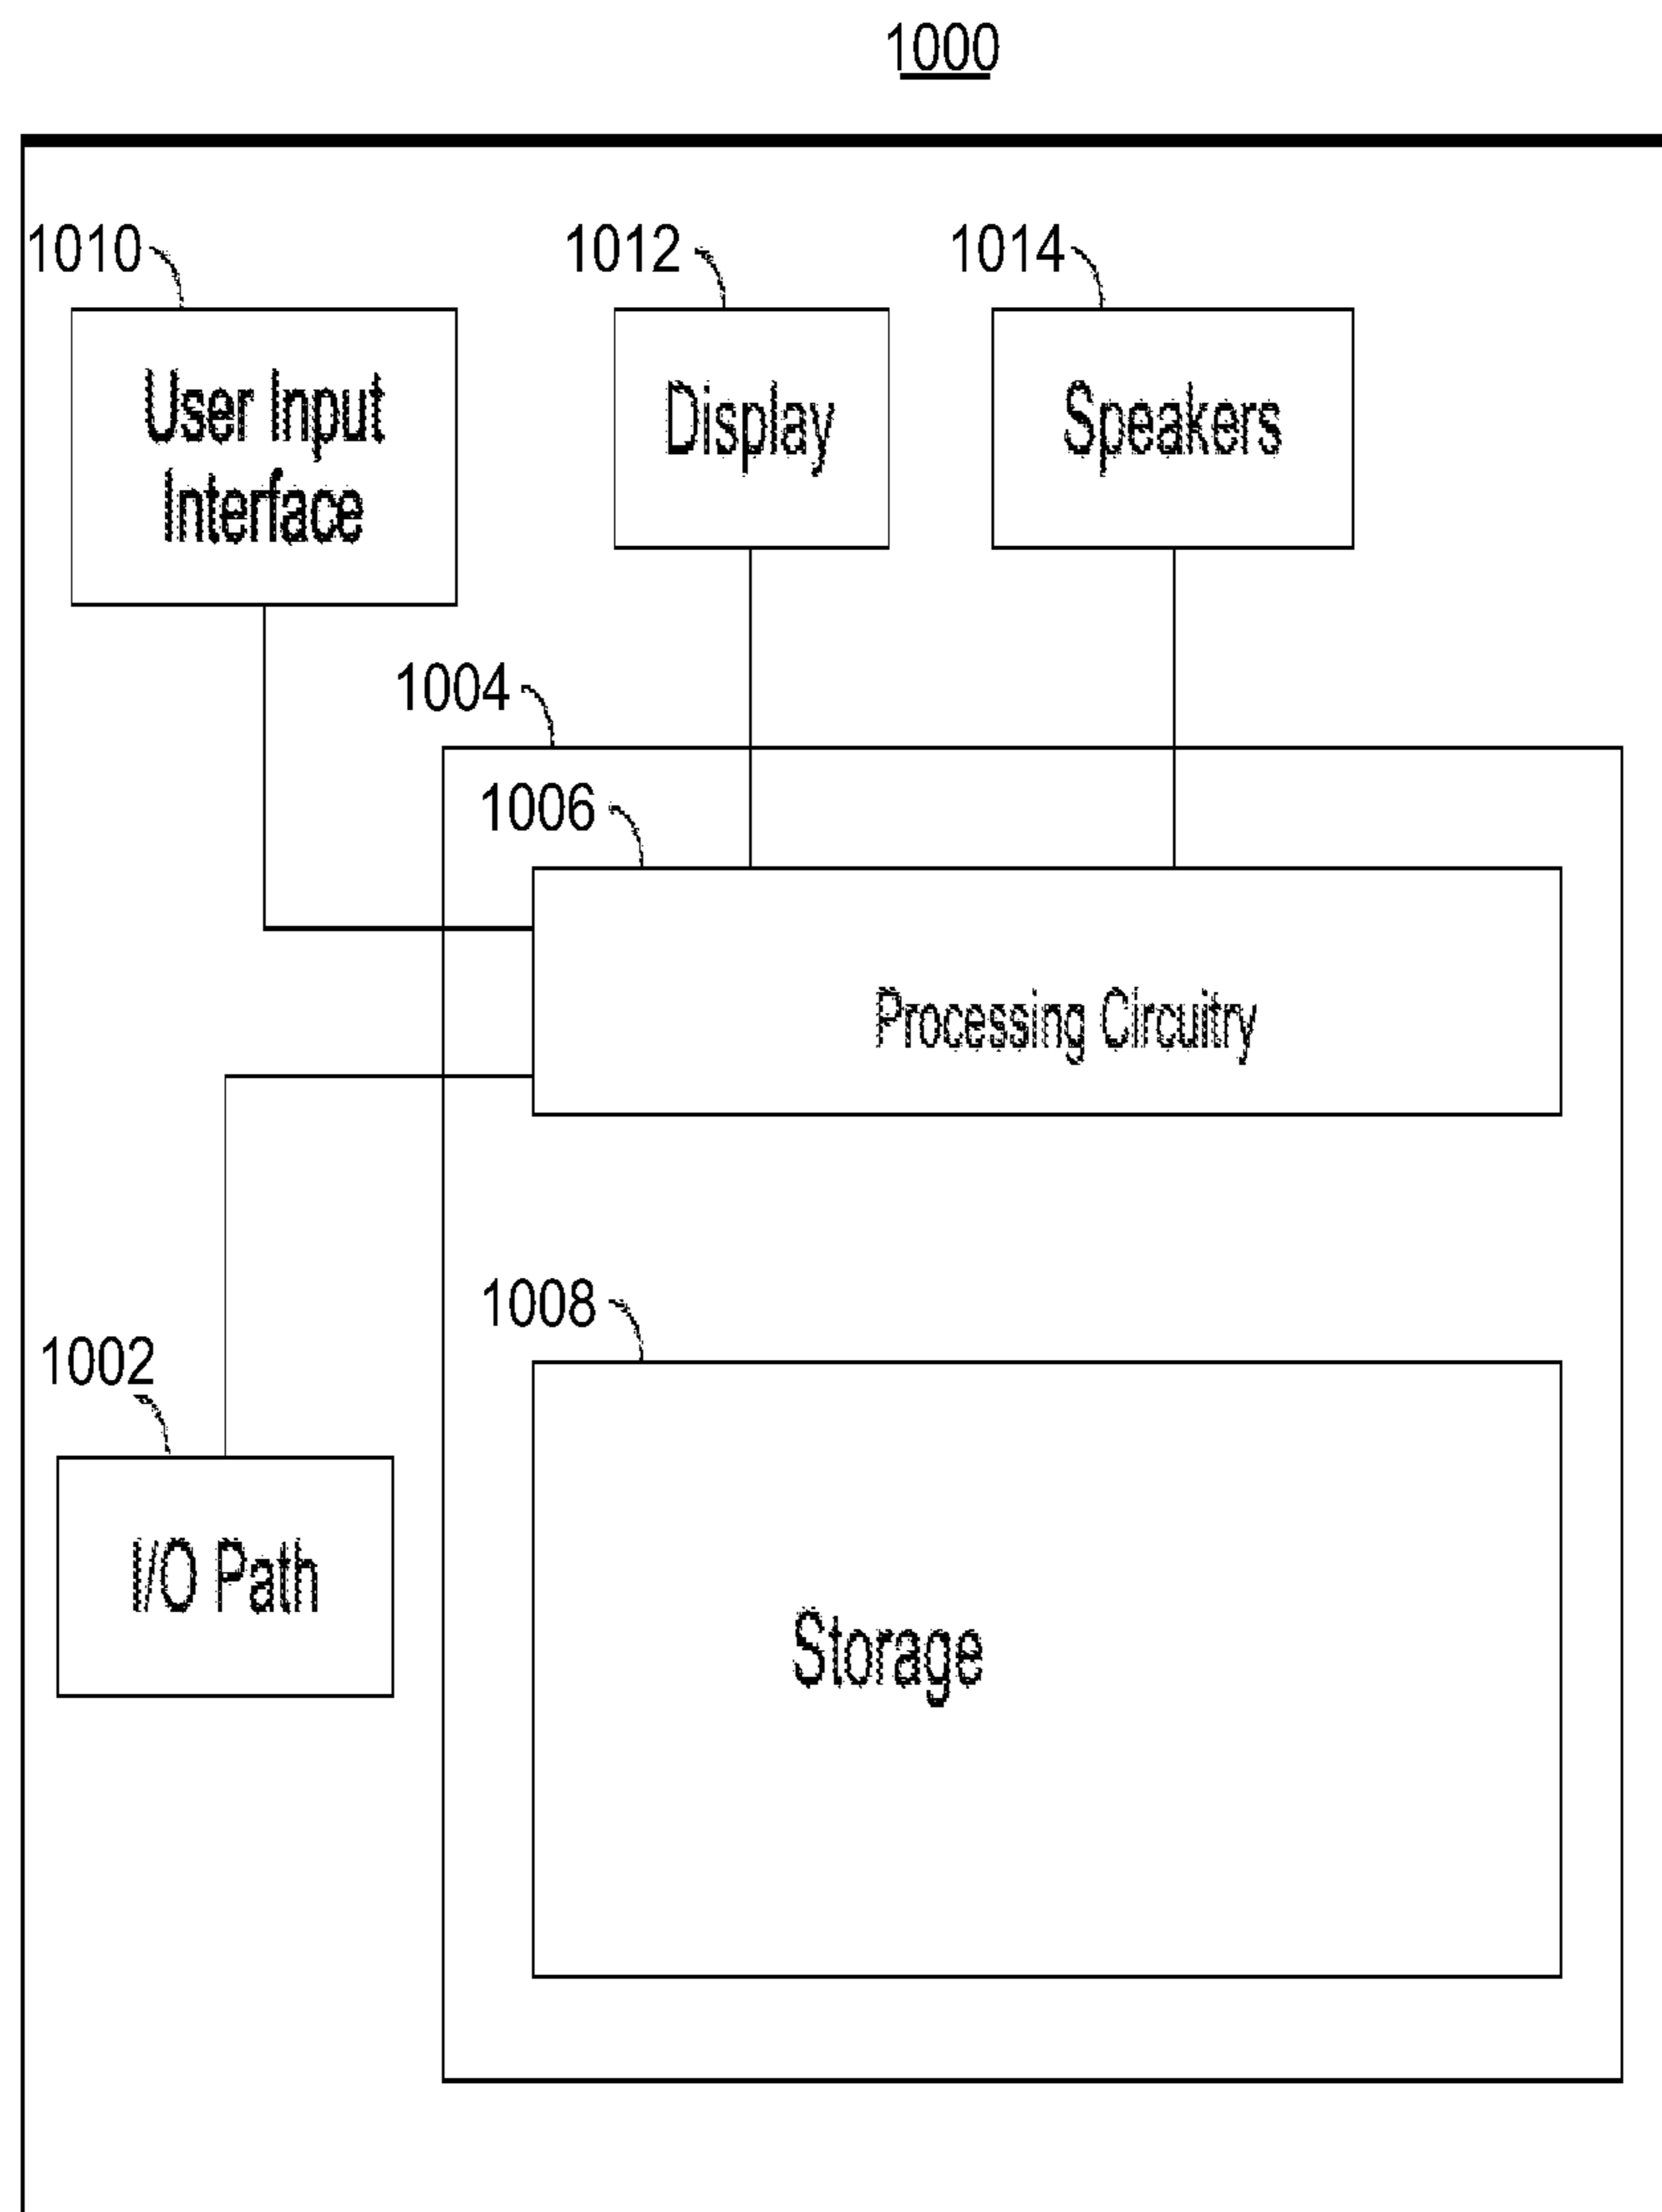 1000
1010
1012
1014
User Input
Interface
Display
Speakers
1004
1006
Processing Circuitry
1008
1002
I/O Path
Storage